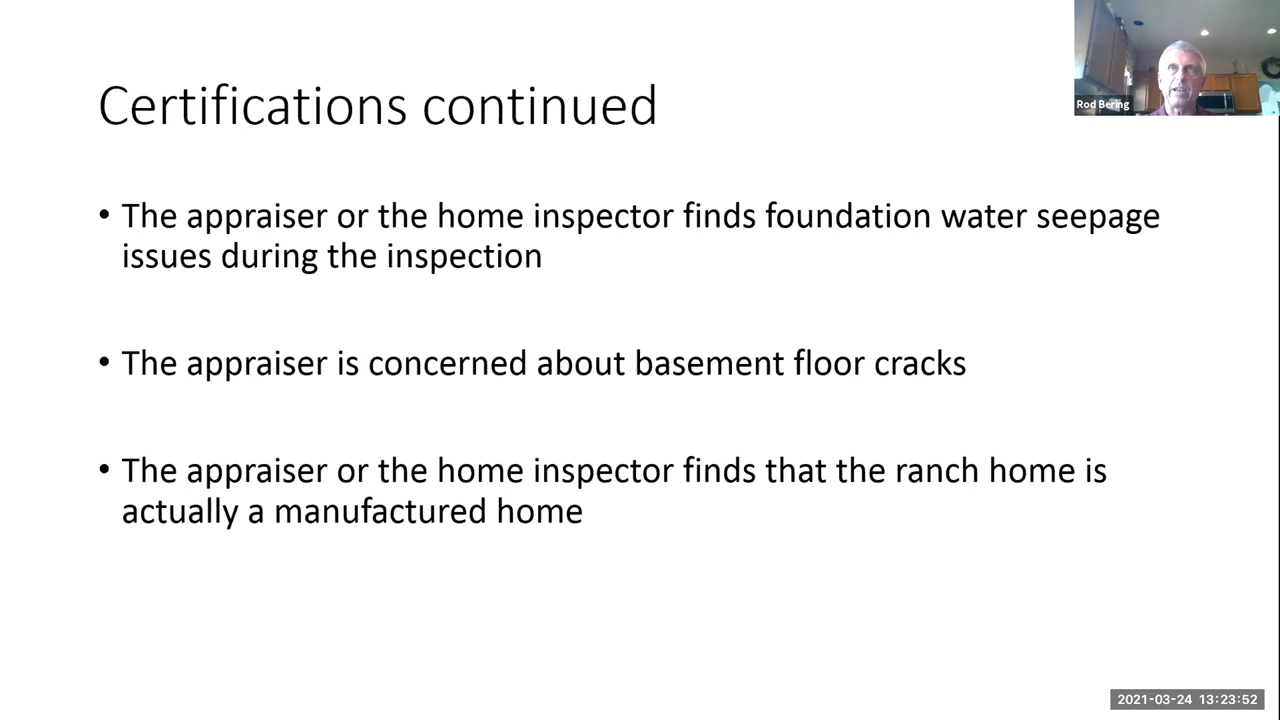 Certifications continued
Rod Bering
• The appraiser or the home inspector finds foundation water seepage
issues during the inspection
• The appraiser is concerned about basement floor cracks
• The appraiser or the home inspector finds that the ranch home is
actually a manufactured home
2021-03-24 13:23:52